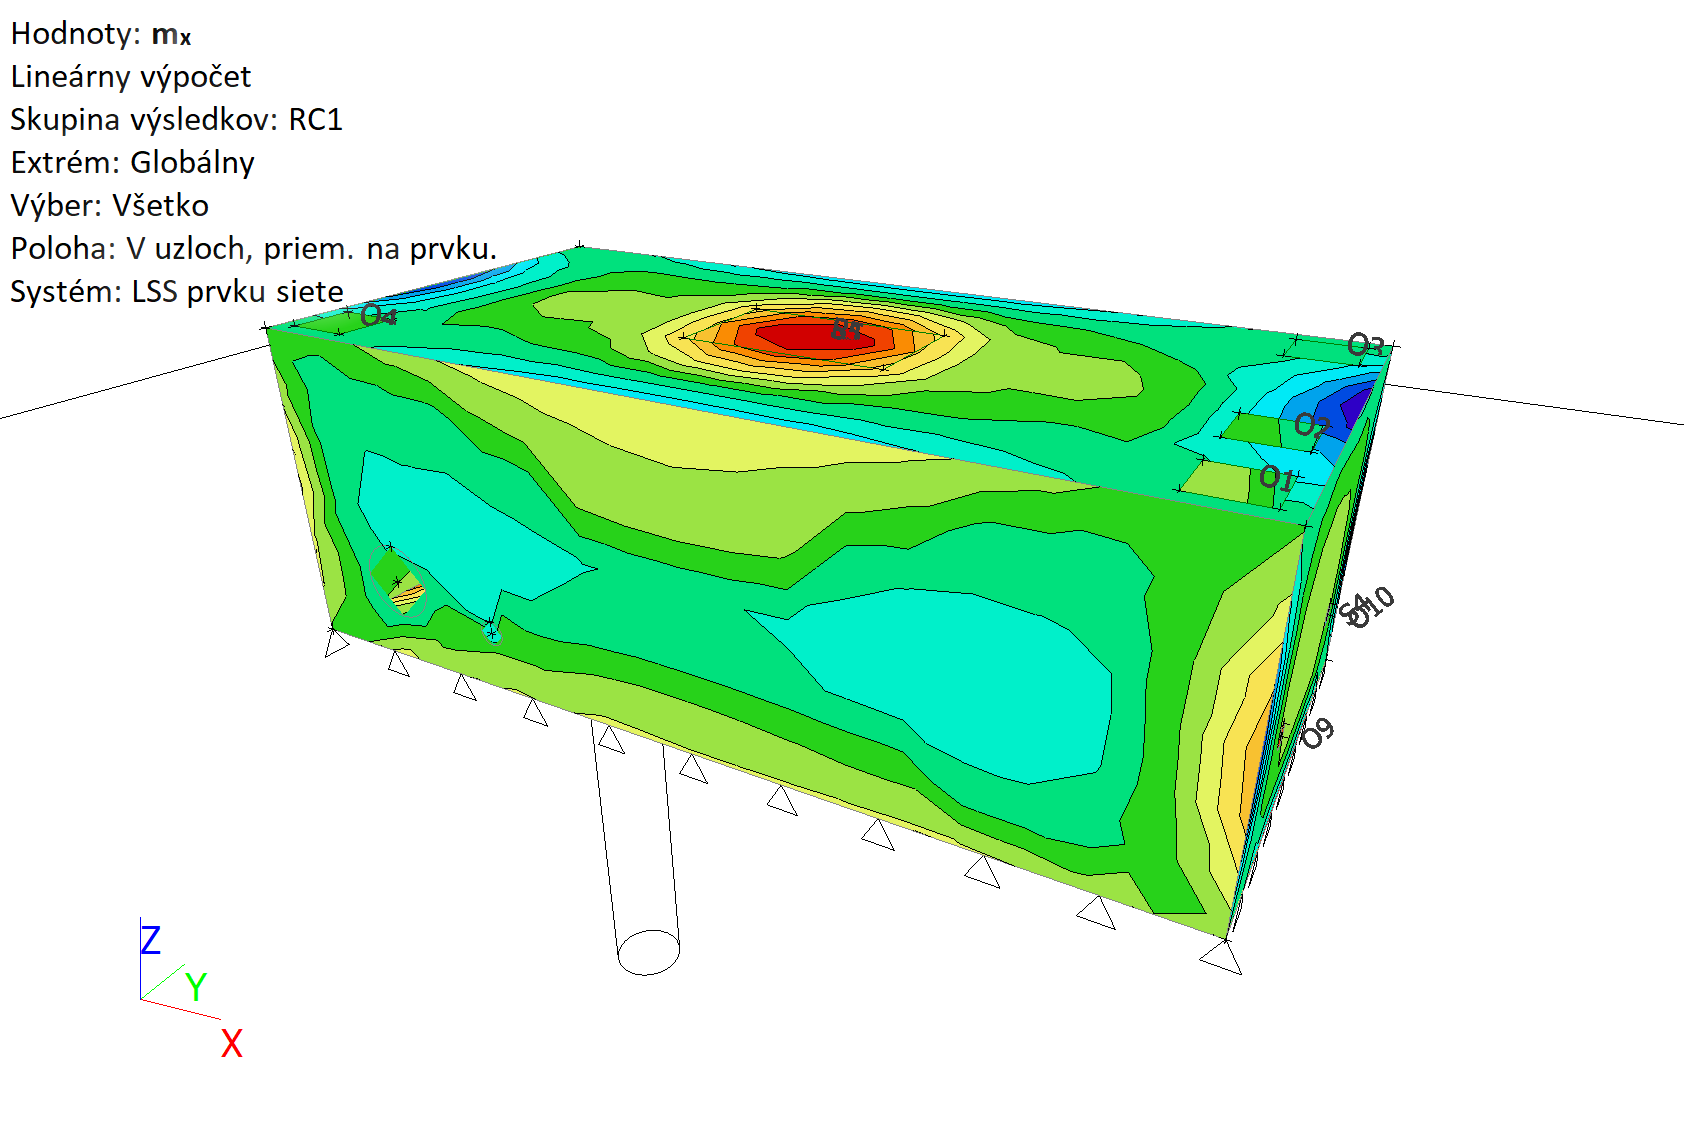 Hodnoty: mx
Lineárny výpočet
Skupina výsledkov: RC1
Extrém: Globálny
Výber: Všetko
Poloha: V uzloch, priem. na prvku.
Systém: LSS prvku siete
O4
O3
O2
O1
O10
O9
Z
Y
X